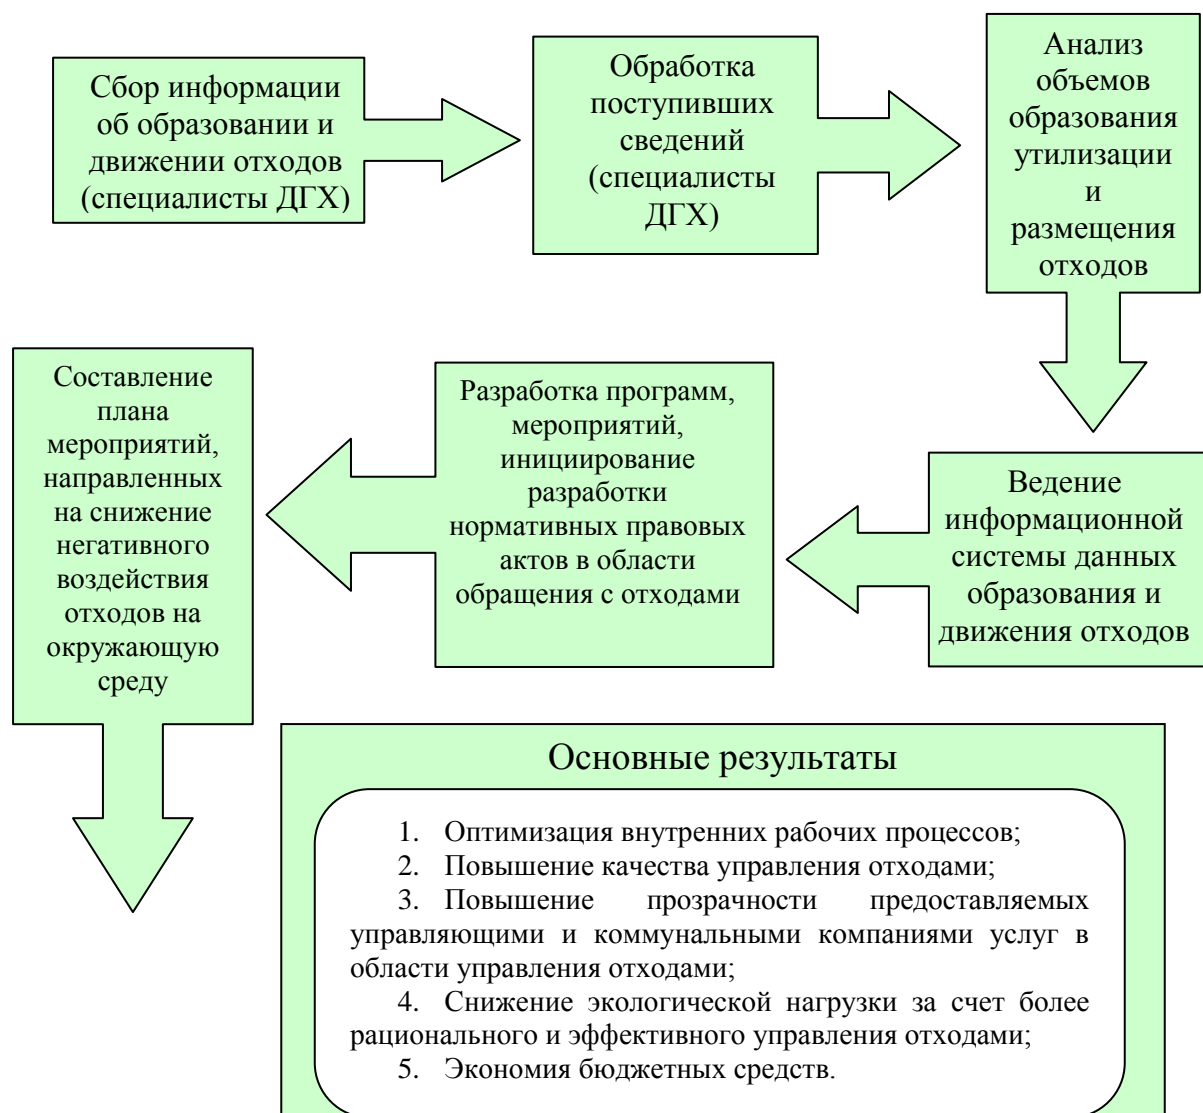 Сбор информации
об образовании и
движении отходов
(специалисты ДГХ)
Обработка
поступивших
сведений
(специалисты
ДГХ)
Анализ
объемов
образования
утилизации
и
размещения
отходов
Ведение
информационной
системы данных
образования и
движения отходов
Разработка программ,
мероприятий,
инициирование
разработки
нормативных правовых
актов в области
обращения с отходами
Составление
плана
мероприятий,
направленных
на снижение
негативного
воздействия
отходов на
окружающую
среду
Основные результаты
1. Оптимизация внутренних рабочих процессов;
2. Повышение качества управления отходами;
3. Повышение прозрачности предоставляемых
управляющими и коммунальными компаниями услуг в
области управления отходами;
4. Снижение экологической нагрузки за счет более
рационального и эффективного управления отходами;
5. Экономия бюджетных средств.